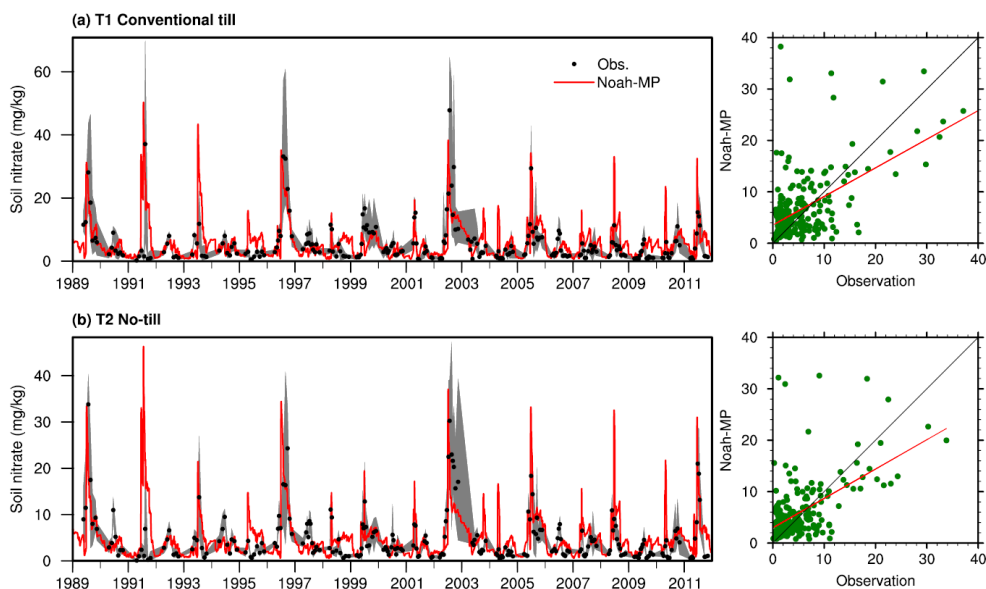 (a) T1 Conventional till
Soil nitrate (mg/kg)
60
40
20
0
Obs.
Noah-MP
1989 1991 1993 1995 1997 1999 2001 2003 2005 2007 2009 2011
Noah-MP
40
30
20
10
0
0 10 20 30 40
Observation
(b) T2 No-till
Soil nitrate (mg/kg)
40
30
20
10
0
1989 1991 1993 1995 1997 1999 2001 2003 2005 2007 2009 2011
Noah-MP
40
30
20
10
0
0 10 20 30 40
Observation